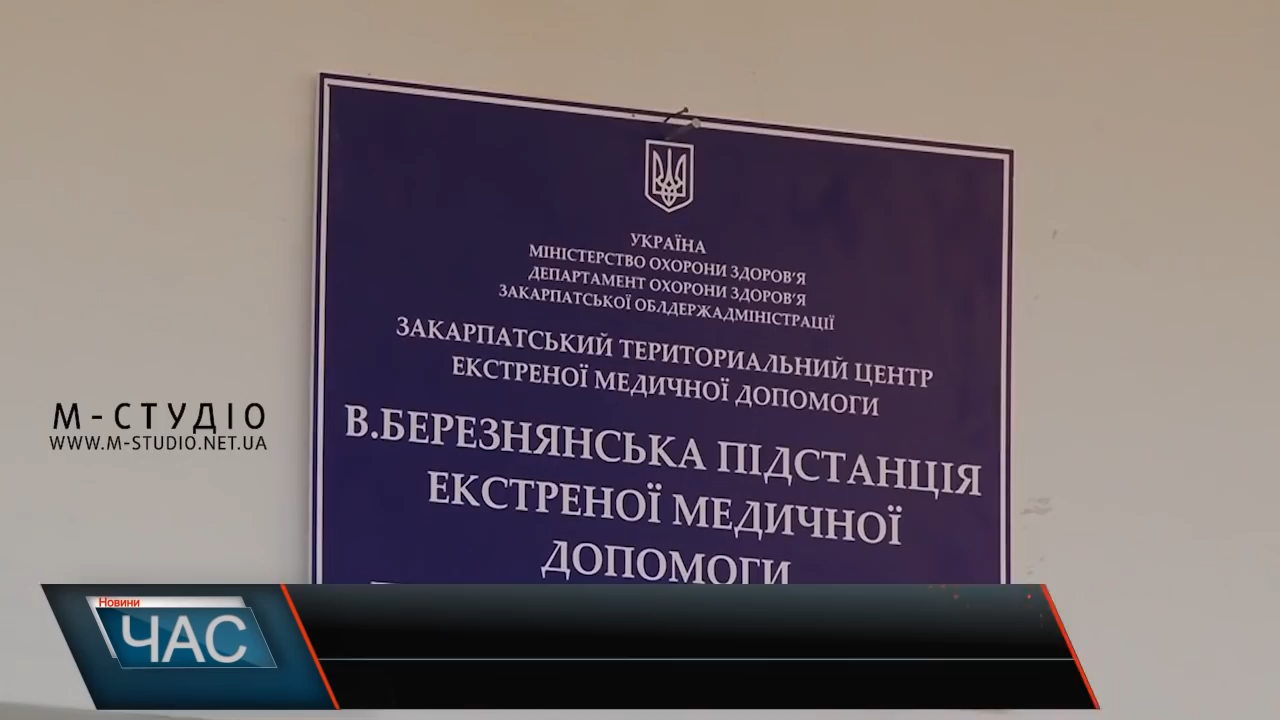 УКРАЇНА
МІНІСТЕРСТВО ОХОРОНИ ЗДОРОВ'Я
ДЕПАРТАМЕНТ ОХОРОНИ ЗДОРОВ'Я
ЗАКАРПАТСЬКОЇ ОБЛДЕРЖАДМІНІСТРАЦІЇ
ЗАКАРПАТСЬКИЙ ТЕРИТОРИАЛЬНИЙ ЦЕНТР
ЕКСТРЕНОЇ МЕДИЧНОЇ ДОПОМОГИ
В.БЕРЕЗНЯНСЬКА ПІДСТАНЦІЯ
ЕКСТРЕНОЇ МЕДИЧНОЇ
ДОПОМОГИ
М-СТУДІО
WWW.M-STUDIO.NET.UA
Новини
ЧАС